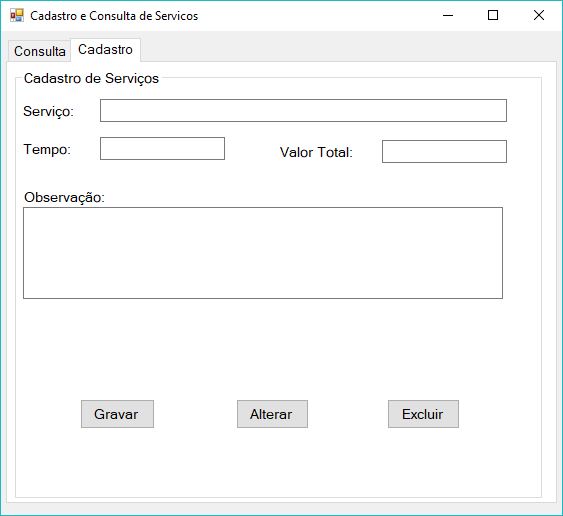 Cadastro e Consulta de Servicos
Consulta Cadastro
Cadastro de Serviços
Serviço:
Tempo: Valor Total:
Observação:
Gravar Alterar Excluir